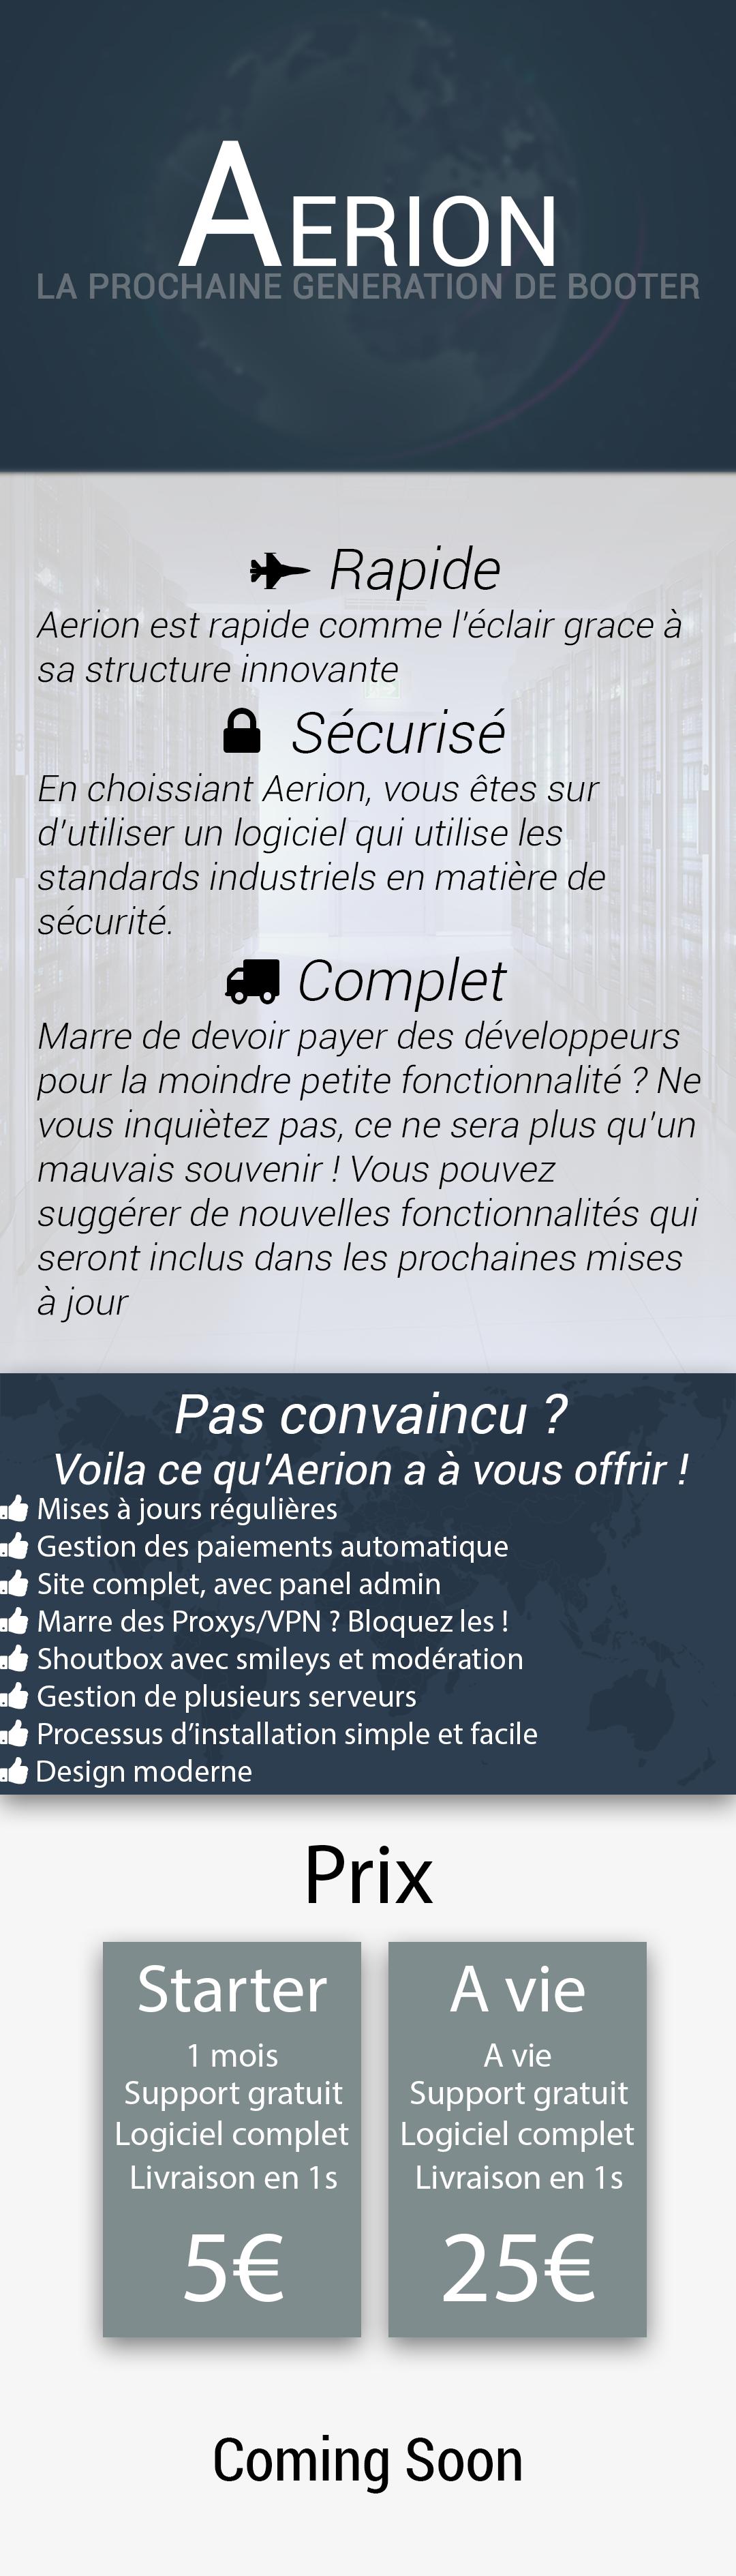 AERION
LA PROCHAINE GENERATION DE BOOTER
Rapide
Aerion est rapide comme l'éclair grace à
sa structure innovante
Sécurisé
En choissiant Aerion, vous êtes sur
d'utiliser un logiciel qui utilise les
standards industriels en matière de
sécurité.
Complet
Marre de devoir payer des développeurs
pour la moindre petite fonctionnalité ? Ne
vous inquiètez pas, ce ne sera plus qu'un
mauvais souvenir ! Vous pouvez
suggérer de nouvelles fonctionnalités qui
seront inclus dans les prochaines mises
à jour
Pas convaincu ?
Voila ce qu'Aerion a à vous offrir !
Mises à jours régulières
Gestion des paiements automatique
Site complet, avec panel admin
Marre des Proxys/VPN ? Bloquez les !
Shoutbox avec smileys et modération
Gestion de plusieurs serveurs
Processus d’installation simple et facile
Design moderne
Prix
Starter
1 mois
Support gratuit
Logiciel complet
Livraison en 1s
5€
A vie
A vie
Support gratuit
Logiciel complet
Livraison en 1s
25€
Coming Soon